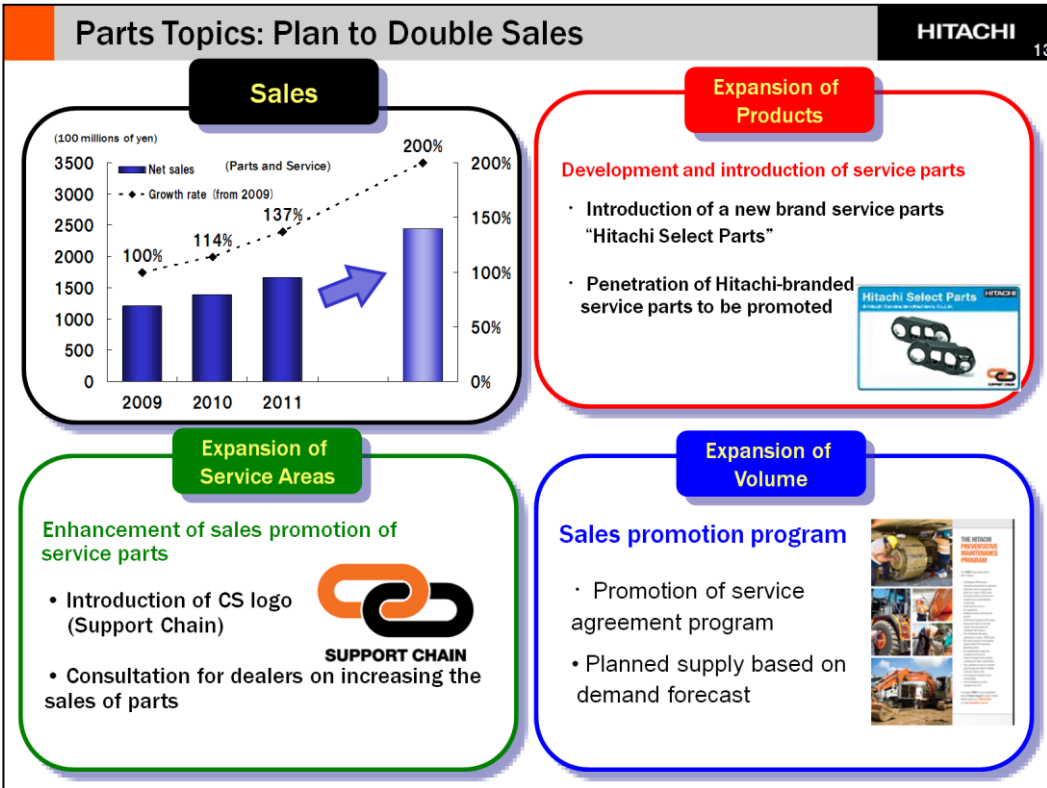 Parts Topics: Plan to Double Sales
HITACHI
13
Sales
(100 millions of yen)
3500
3000
2500
2000
1500
1000
500
0
Net sales
(Parts and Service)
Growth rate (from 2009)
100%
114%
137%
200%
200%
150%
100%
50%
0%
2009 2010 2011
Expansion of
Products
Development and introduction of service parts
· Introduction of a new brand service parts
“Hitachi Select Parts”
· Penetration of Hitachi-branded
service parts to be promoted
Hitachi Select Parts
HITACHI
SUPPORT CHAIN
Expansion of
Service Areas
Enhancement of sales promotion of
service parts
• Introduction of CS logo
(Support Chain)
SUPPORT CHAIN
• Consultation for dealers on increasing the
sales of parts
Expansion of
Volume
Sales promotion program
· Promotion of service
agreement program
• Planned supply based on
demand forecast
THE HITACHI
PREVENTATIVE
MAINTENANCE
PROGRAM